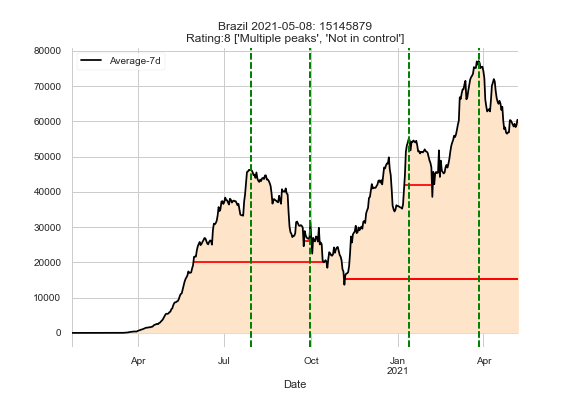 Brazil 2021-05-08: 15145879
Rating:8 ['Multiple peaks', 'Not in control']
Average-7d
80000
70000
60000
50000
40000
30000
20000
10000
0
Apr
Jul
Oct
Jan
2021
Apr
Date